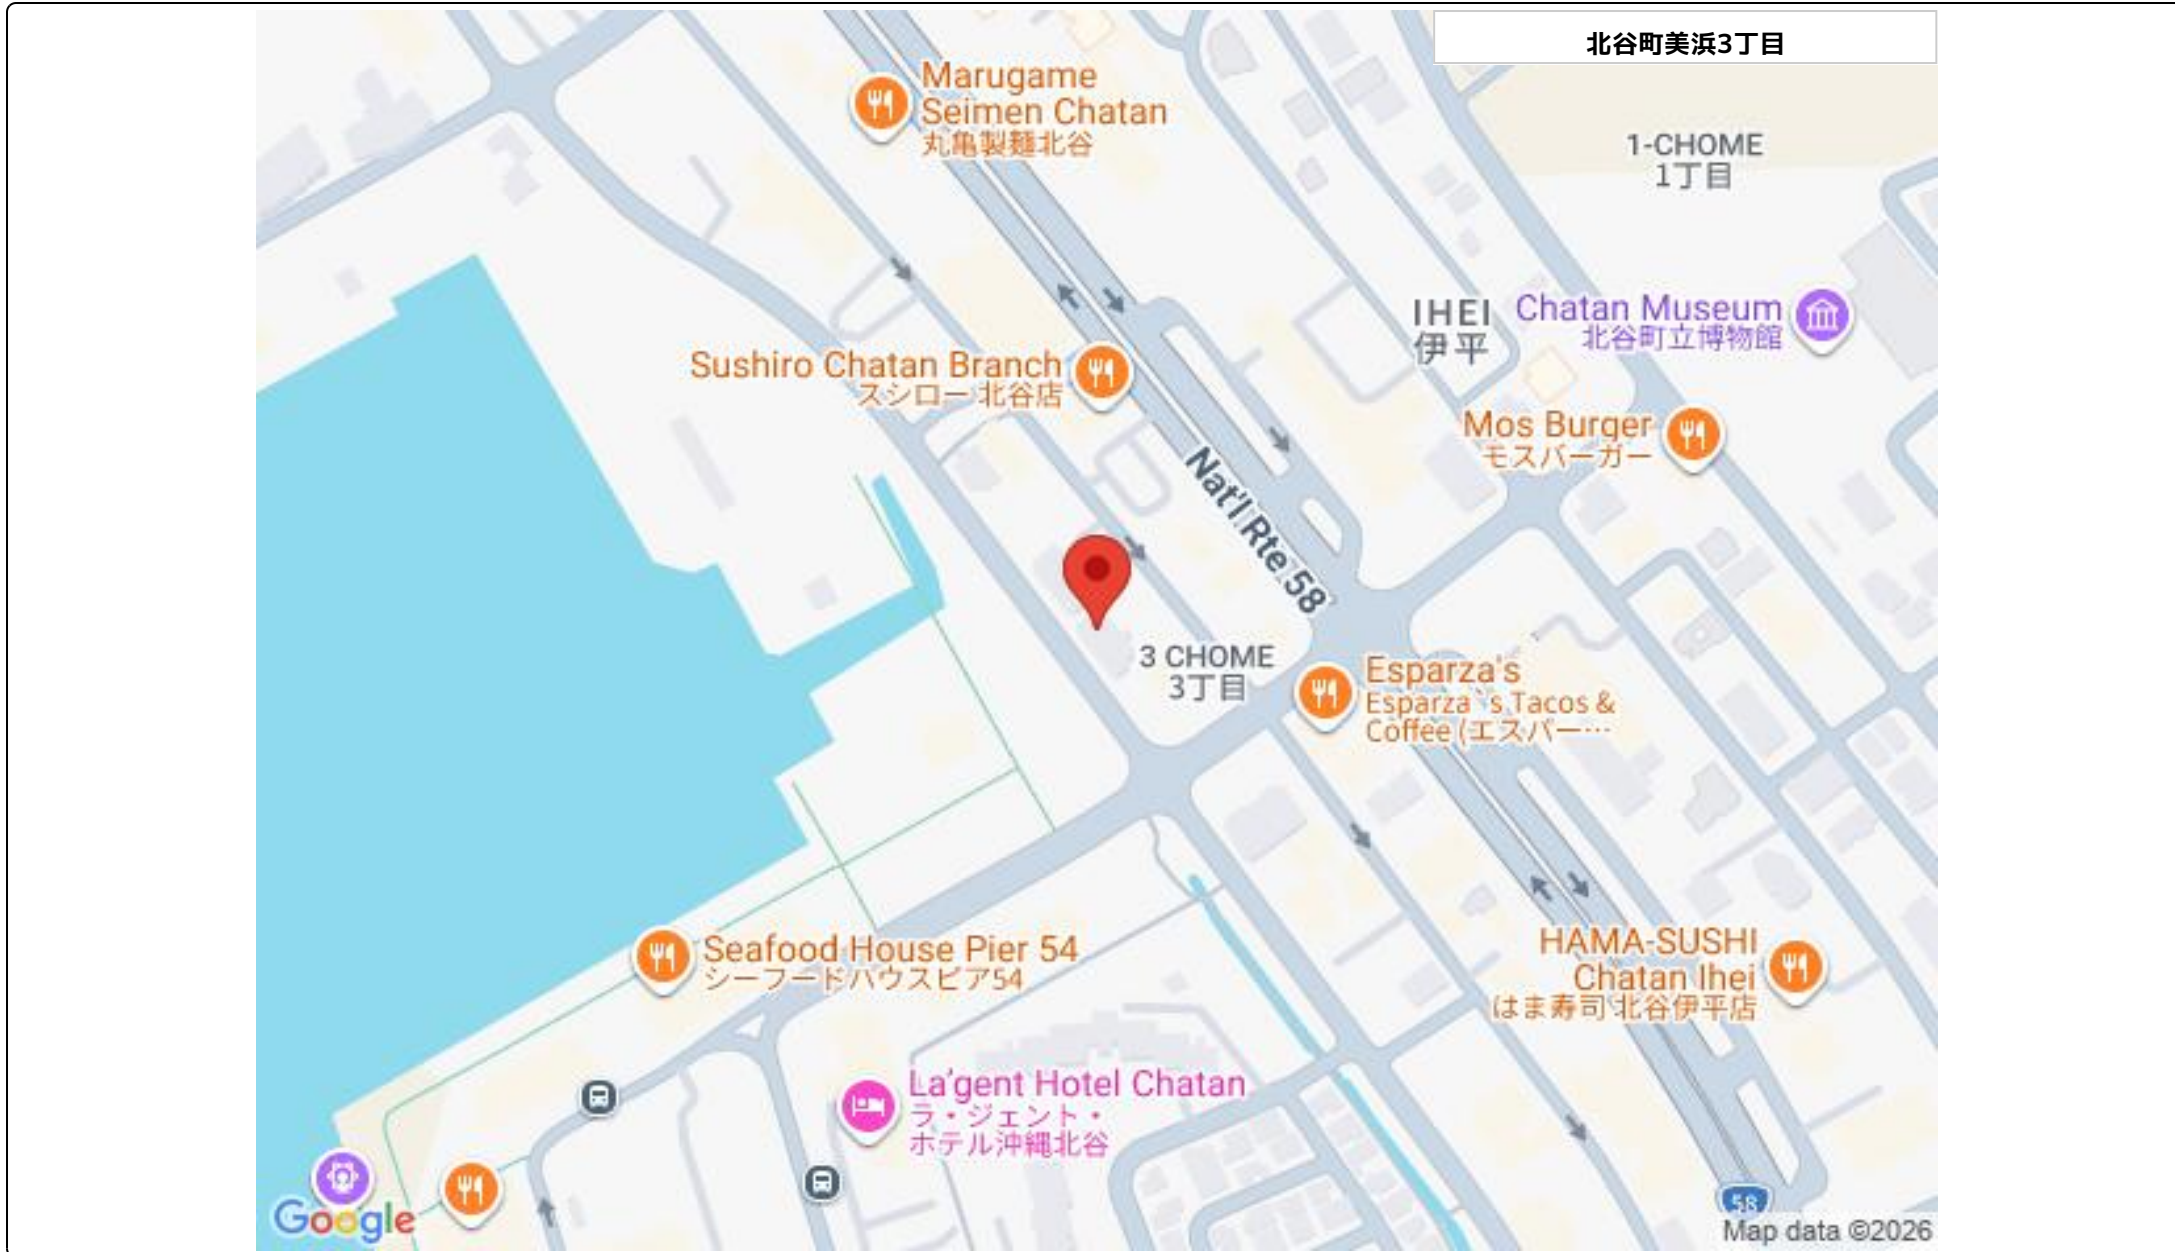 北谷町美浜3丁目
Marugame
Seimen Chatan
丸亀製麺北谷
1-CHOME
1丁目
IHEI
伊平
Chatan Museum
北谷町立博物館
Sushiro Chatan Branch
スシロー 北谷店
Mos Burger
モスバーガー
Nat'l Rte 58
3 CHOME
3丁目
Esparza's
Esparza`s Tacos &
Coffee (エスパー…
Seafood House Pier 54
シーフードハウスピア54
HAMA-SUSHI
Chatan Ihei
はま寿司 北谷伊平店
La'gent Hotel Chatan
ラ・ジェント・
ホテル沖縄北谷
58
Google
Map data ©2026